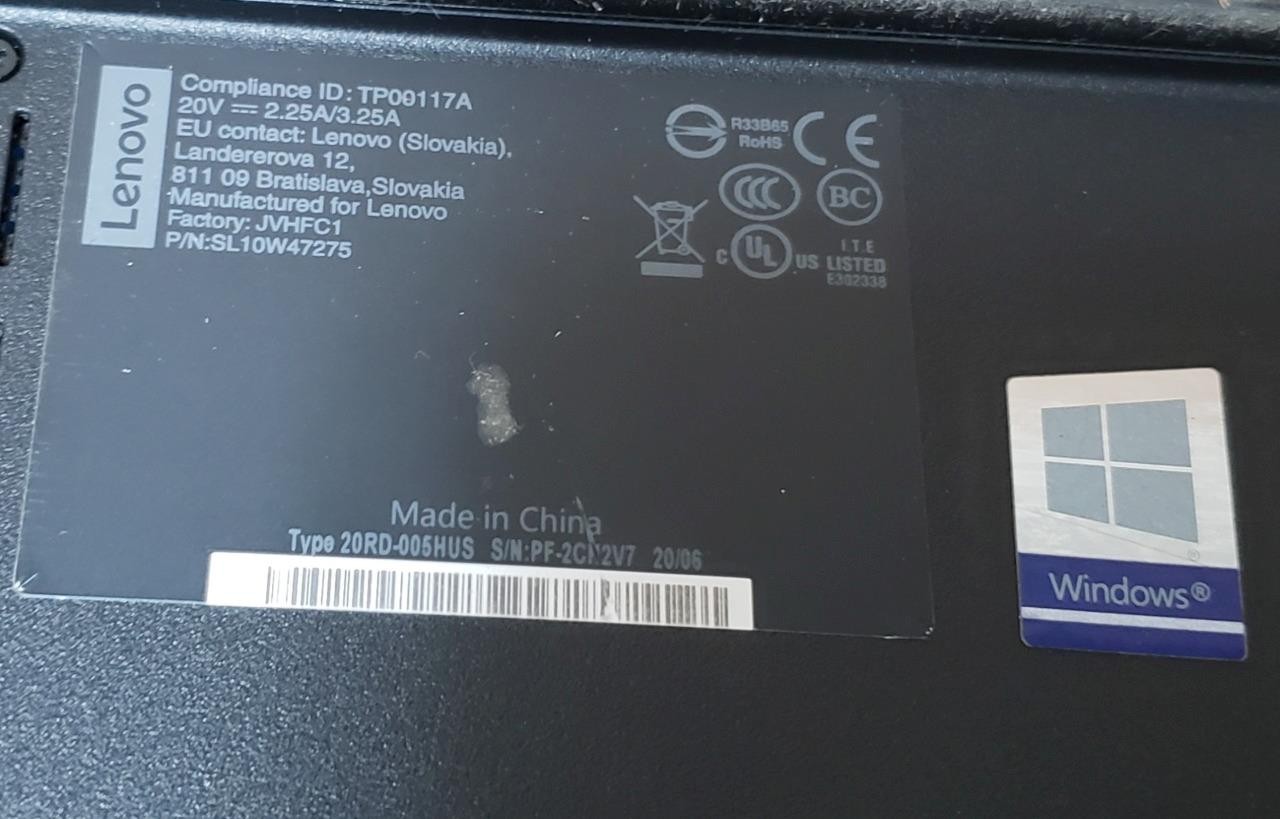 Lenovo
Compliance ID: TP00117A
20V ⎓ 2.25A/3.25A
EU contact: Lenovo (Slovakia),
Landererova 12,
811 09 Bratislava,Slovakia
Manufactured for Lenovo
Factory: JVHFC1
P/N:SL10W47275
R33B65
RoHS
CE
CCC
BC
C UL US
I.T.E
LISTED
E302338
Made in China
Type 20RD-005HUS S/N: 20/06
Windows®